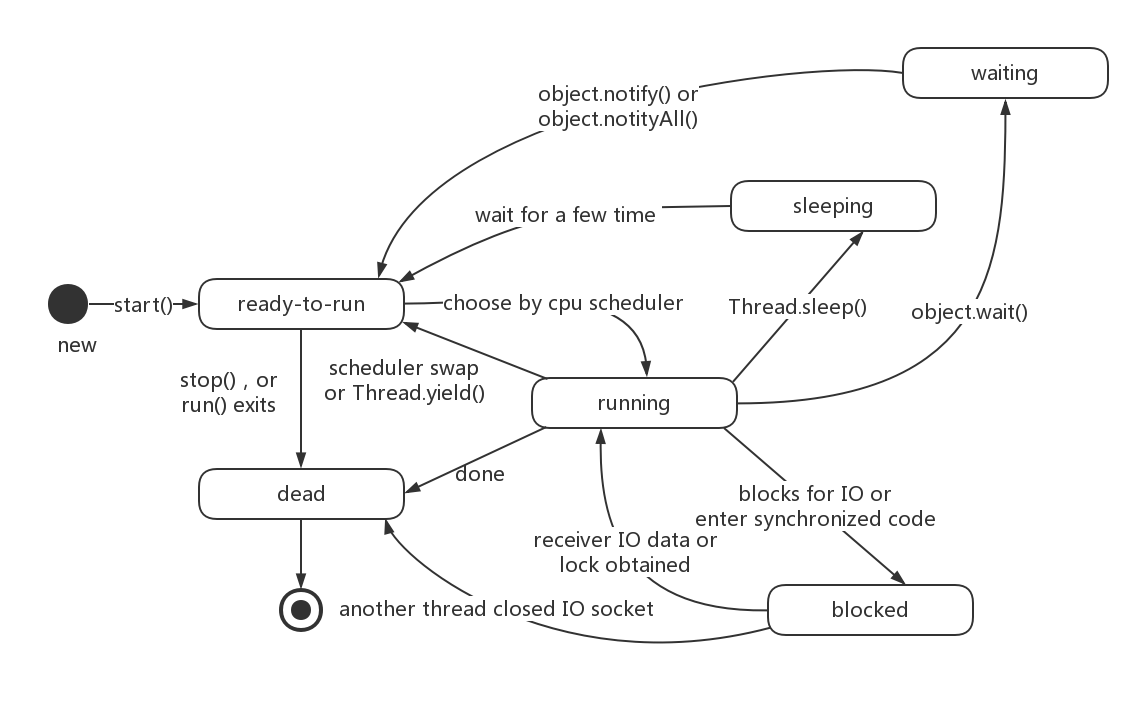 waiting
object.notify() or
object.notityAll()
sleeping
wait for a few time
start()
ready-to-run
choose by cpu scheduler
Thread.sleep()
object.wait()
new
stop() , or
run() exits
scheduler swap
or Thread.yield()
running
dead
done
blocks for IO or
enter synchronized code
receiver IO data or
lock obtained
another thread closed IO socket
blocked